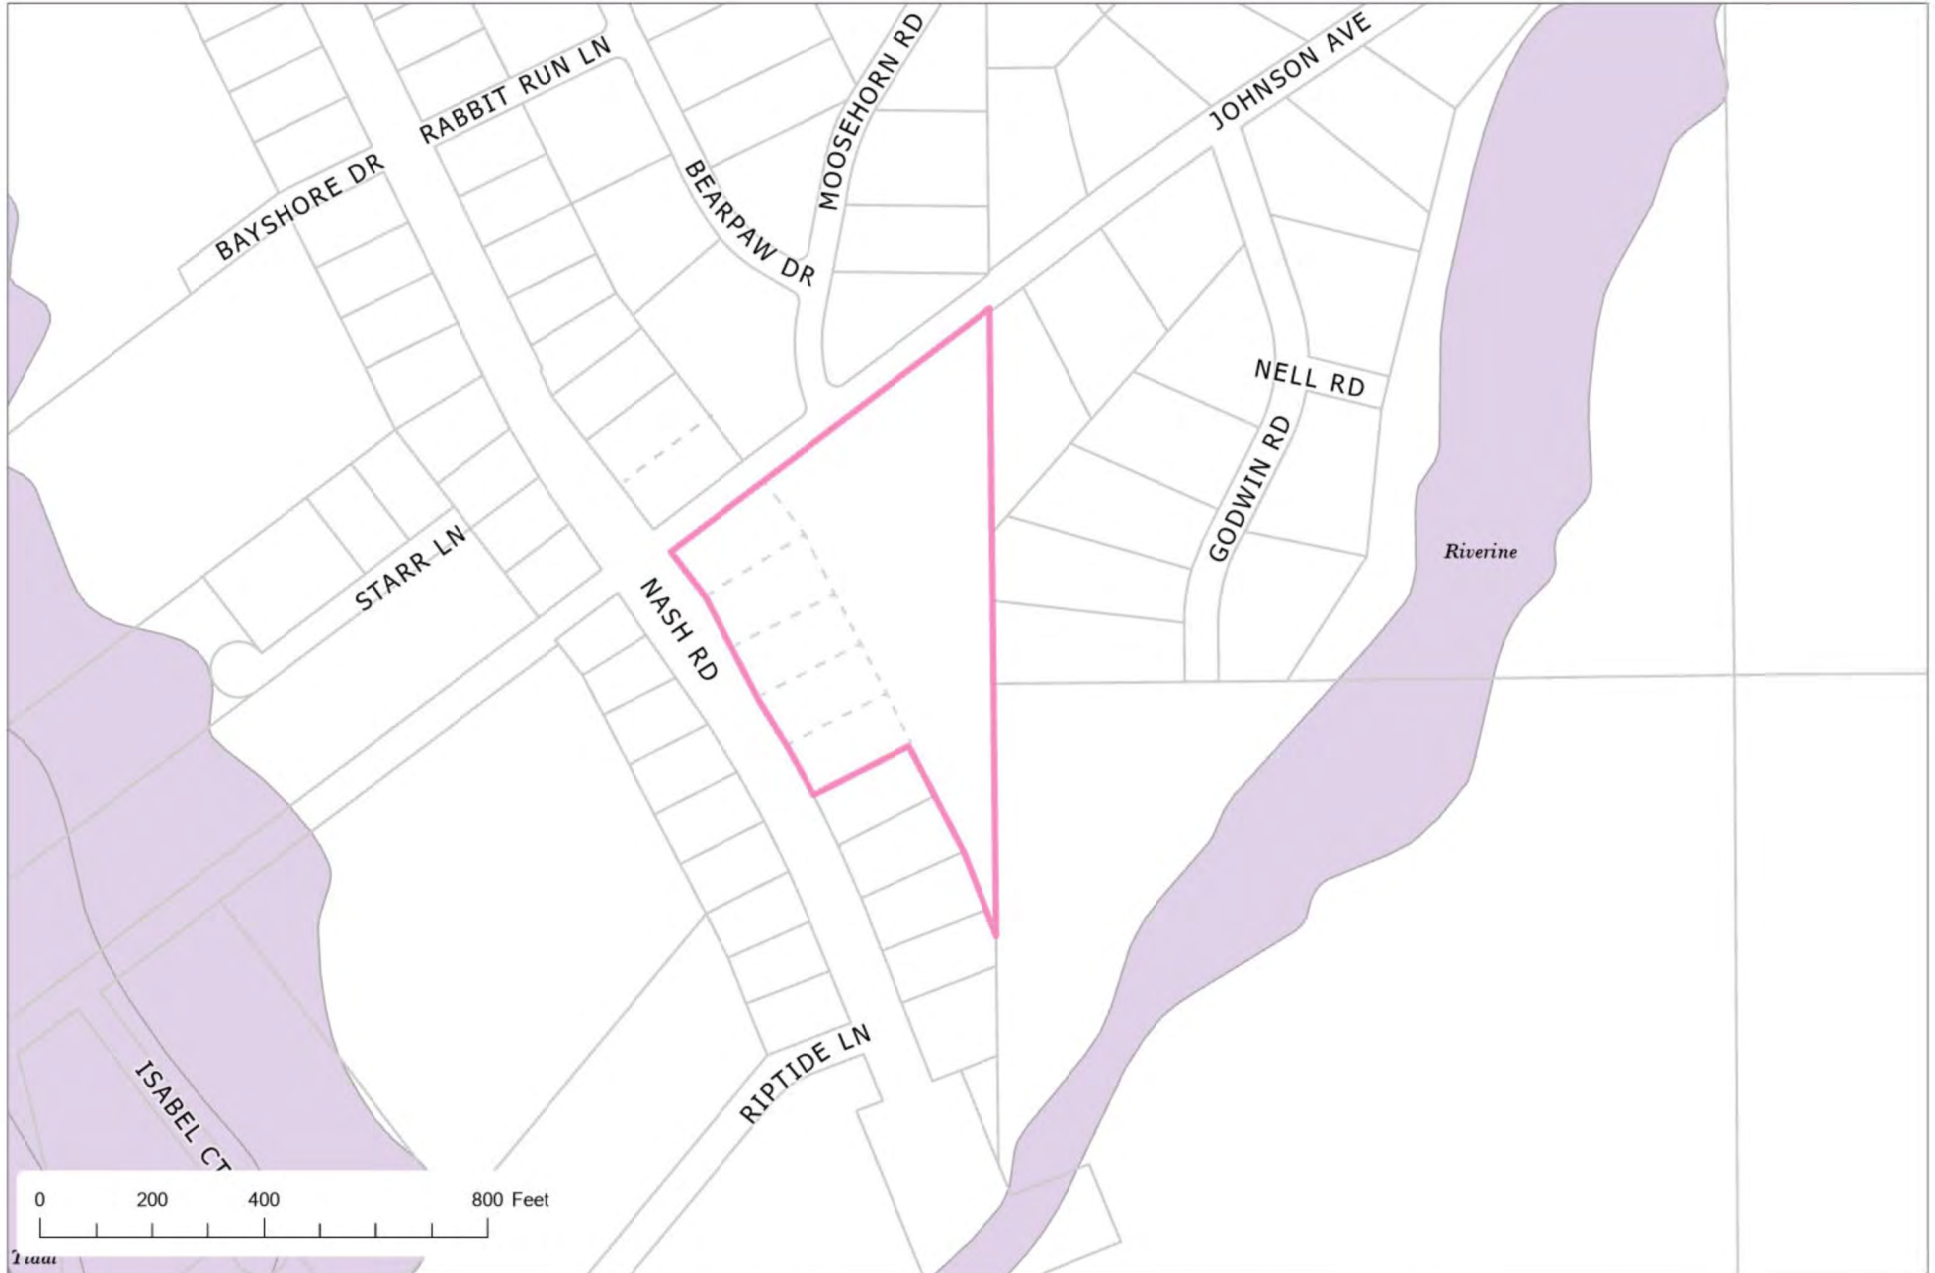 RABBIT RUN LN
MOOSEHORN RD
JOHNSON AVE
BAYSHORE DR
BEARPAW DR
NELL RD
GODWIN RD
STARR LN
Riverine
NASH RD
RIPTIDE LN
ISABEL CT
0 200 400 800 Feet
Tidal